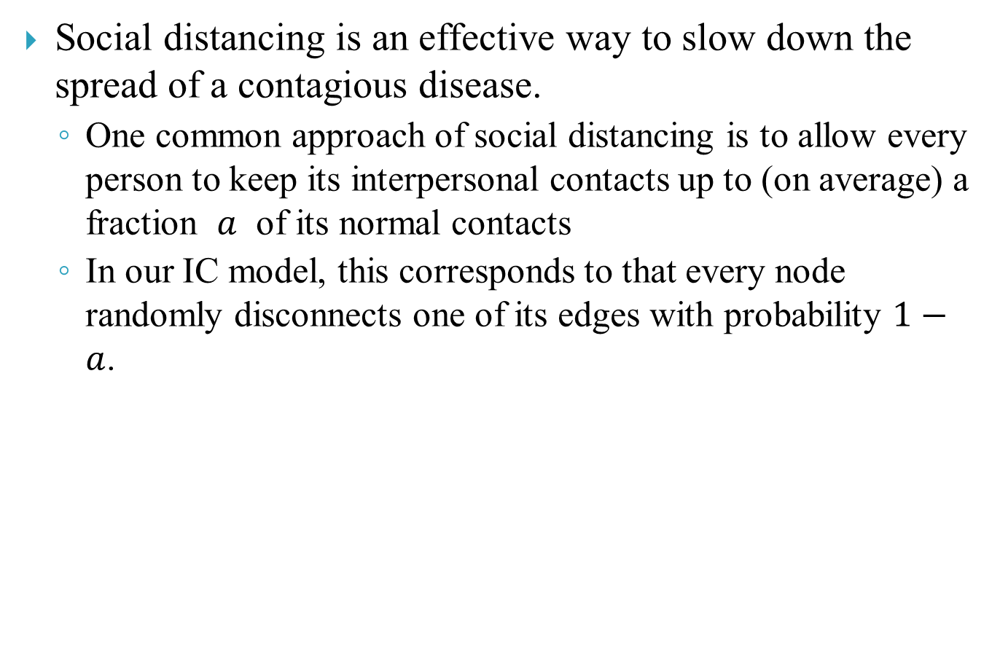 Social distancing is an effective way to slow down the
spread of a contagious disease.
One common approach of social distancing is to allow every
person to keep its interpersonal contacts up to (on average) a
fraction 𝑎 of its normal contacts
In our IC model, this corresponds to that every node
randomly disconnects one of its edges with probability 1 −
𝑎.